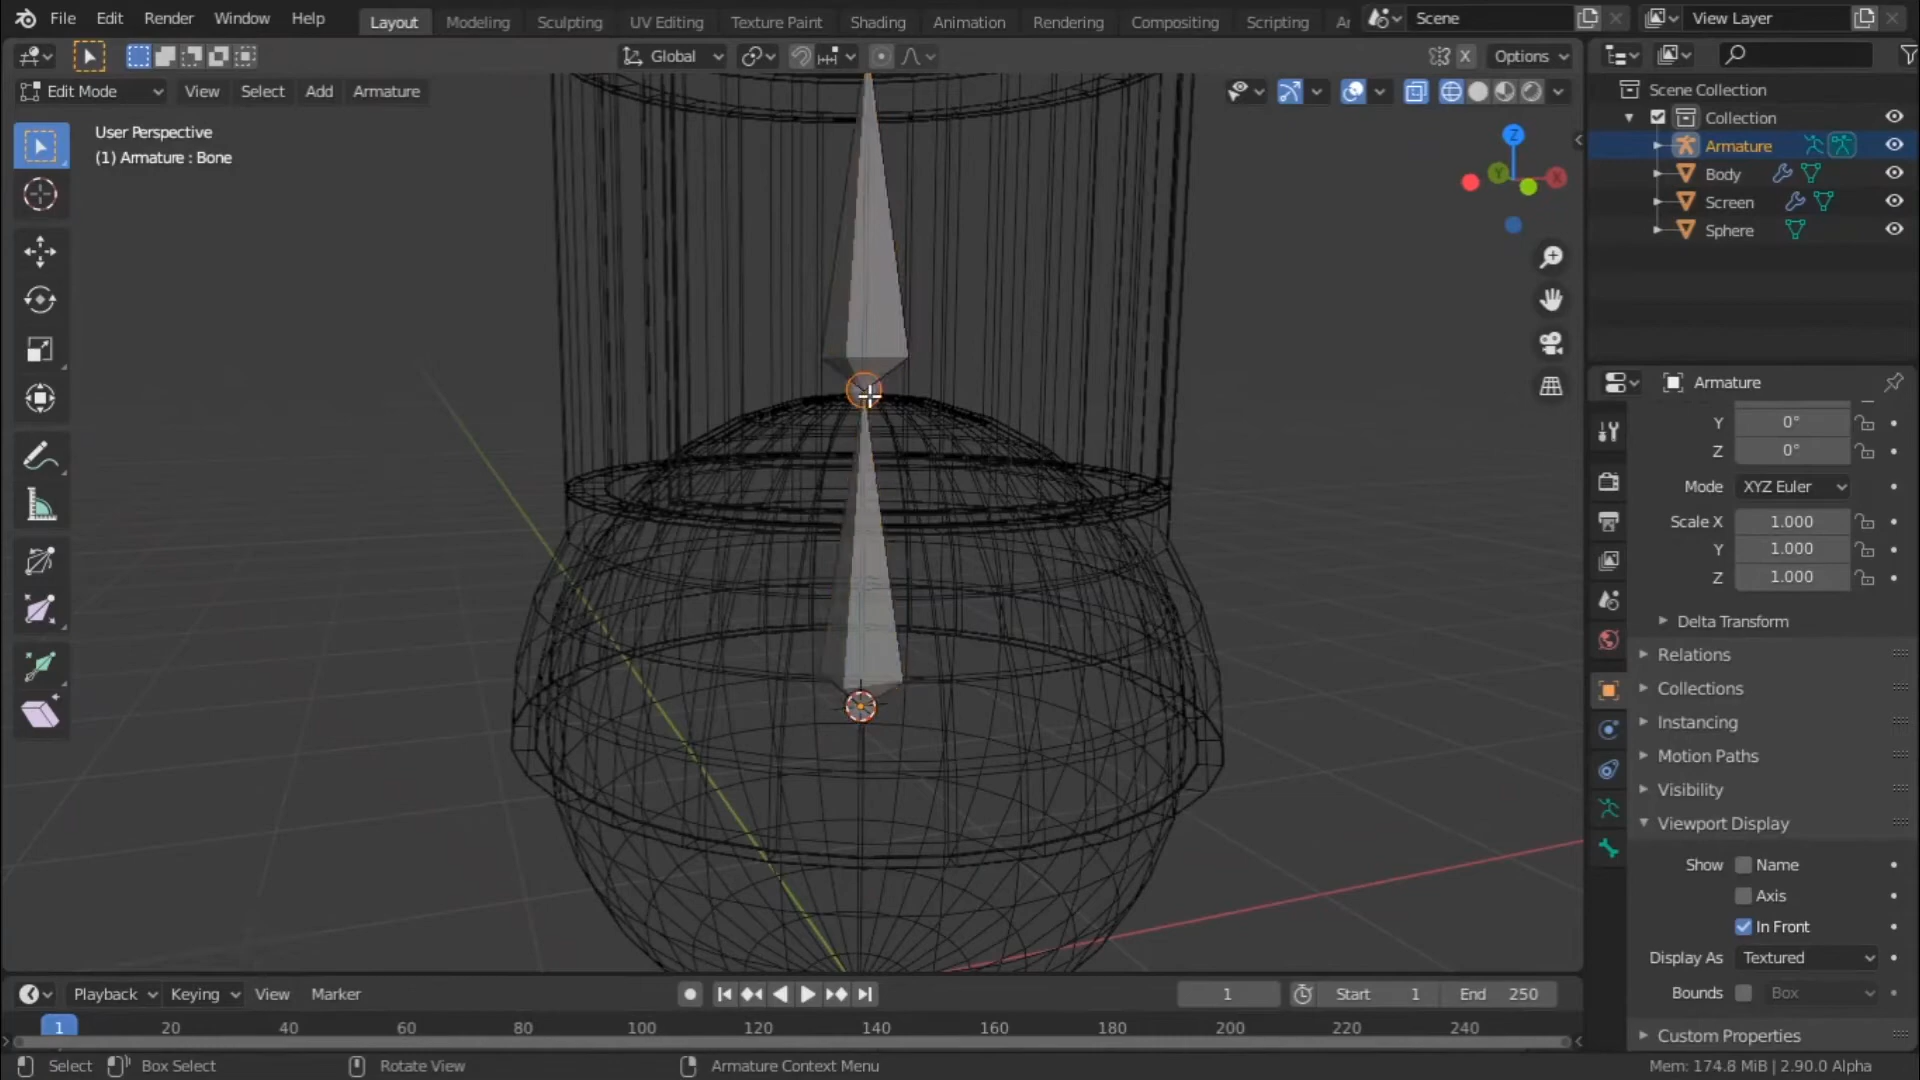 File Edit Render Window Help Layout Modeling Sculpting UV Editing Texture Paint Shading Animation Rendering Compositing Scripting Scene View Layer
Global X Options
Edit Mode View Select Add Armature
User Perspective
(1) Armature : Bone
Z
Y
X
Scene Collection
Collection
Armature
Body
Screen
Sphere
Armature
Y 0°
Z 0°
Mode XYZ Euler
Scale X 1.000
Y 1.000
Z 1.000
Delta Transform
Relations
Collections
Instancing
Motion Paths
Visibility
Viewport Display
Show Name
Axis
In Front
Display As Textured
Bounds Box
Custom Properties
Playback Keying View Marker 1 Start 1 End 250
1 20 40 60 80 100 120 140 160 180 200 220 240
Select Box Select Rotate View Armature Context Menu Mem: 174.8 MiB | 2.90.0 Alpha